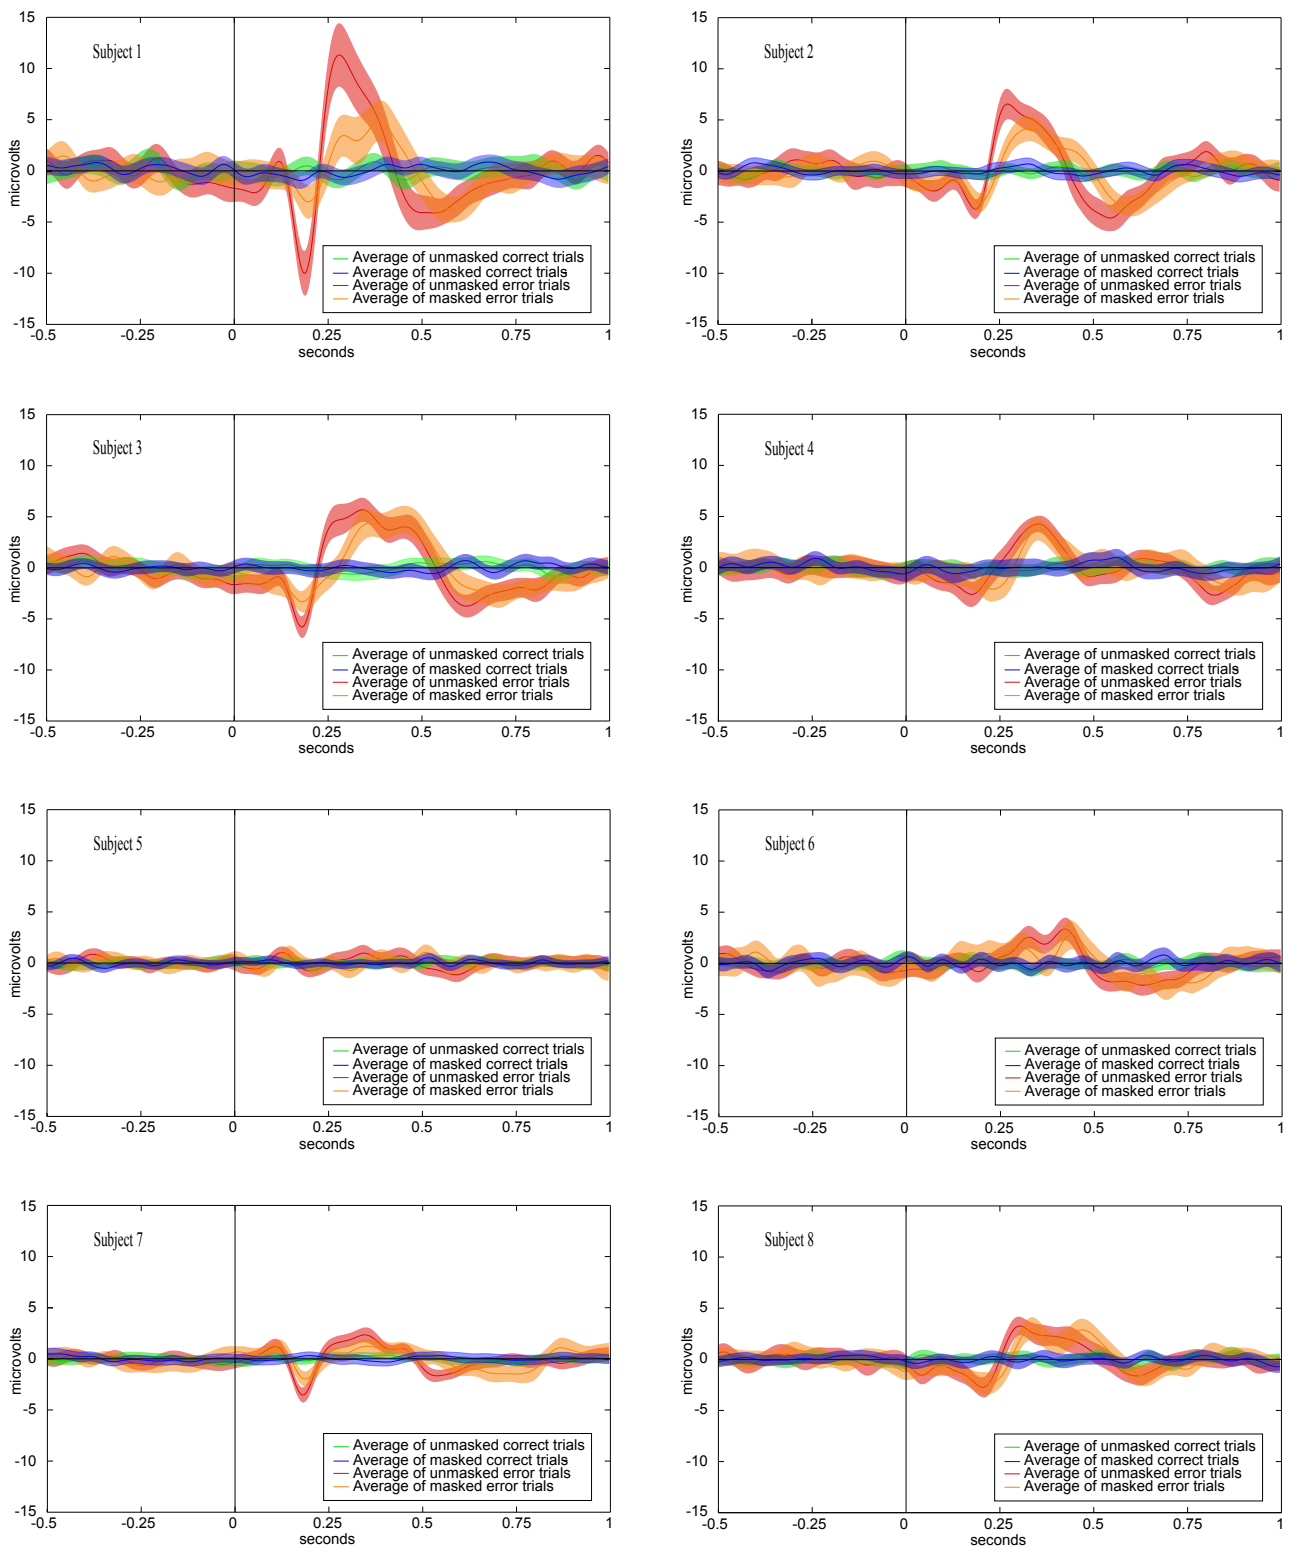 Subject 1
15
10
5
0
-5
-10
-15
microvolts
Average of unmasked correct trials
Average of masked correct trials
Average of unmasked error trials
Average of masked error trials
-0.5 -0.25 0 0.25 0.5 0.75 1
seconds
Subject 2
15
10
5
0
-5
-10
-15
microvolts
Average of unmasked correct trials
Average of masked correct trials
Average of unmasked error trials
Average of masked error trials
-0.5 -0.25 0 0.25 0.5 0.75 1
seconds
Subject 3
15
10
5
0
-5
-10
-15
microvolts
Average of unmasked correct trials
Average of masked correct trials
Average of unmasked error trials
Average of masked error trials
-0.5 -0.25 0 0.25 0.5 0.75 1
seconds
Subject 4
15
10
5
0
-5
-10
-15
microvolts
Average of unmasked correct trials
Average of masked correct trials
Average of unmasked error trials
Average of masked error trials
-0.5 -0.25 0 0.25 0.5 0.75 1
seconds
Subject 5
15
10
5
0
-5
-10
-15
microvolts
Average of unmasked correct trials
Average of masked correct trials
Average of unmasked error trials
Average of masked error trials
-0.5 -0.25 0 0.25 0.5 0.75 1
seconds
Subject 6
15
10
5
0
-5
-10
-15
microvolts
Average of unmasked correct trials
Average of masked correct trials
Average of unmasked error trials
Average of masked error trials
-0.5 -0.25 0 0.25 0.5 0.75 1
seconds
Subject 7
15
10
5
0
-5
-10
-15
microvolts
Average of unmasked correct trials
Average of masked correct trials
Average of unmasked error trials
Average of masked error trials
-0.5 -0.25 0 0.25 0.5 0.75 1
seconds
Subject 8
15
10
5
0
-5
-10
-15
microvolts
Average of unmasked correct trials
Average of masked correct trials
Average of unmasked error trials
Average of masked error trials
-0.5 -0.25 0 0.25 0.5 0.75 1
seconds